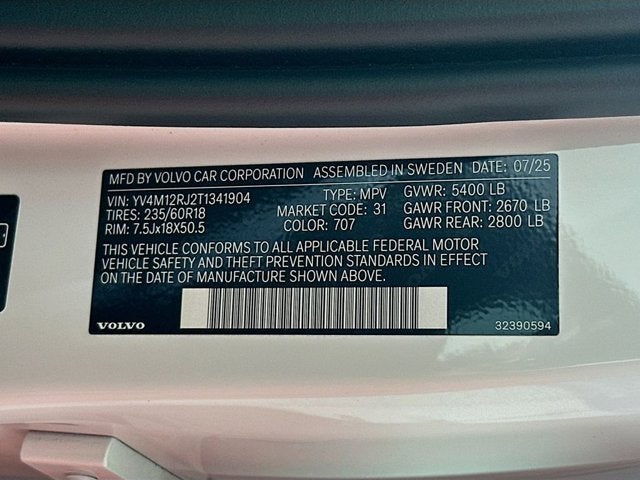 MFD BY VOLVO CAR CORPORATION ASSEMBLED IN SWEDEN DATE: 07/25
VIN: YV4M12RJ2T1341904 TYPE: MPV GVWR: 5400 LB
TIRES: 235/60R18 MARKET CODE: 31 GAWR FRONT: 2670 LB
RIM: 7.5Jx18X50.5 COLOR: 707 GAWR REAR: 2800 LB
THIS VEHICLE CONFORMS TO ALL APPLICABLE FEDERAL MOTOR
VEHICLE SAFETY AND THEFT PREVENTION STANDARDS IN EFFECT
ON THE DATE OF MANUFACTURE SHOWN ABOVE.
VOLVO 32390594